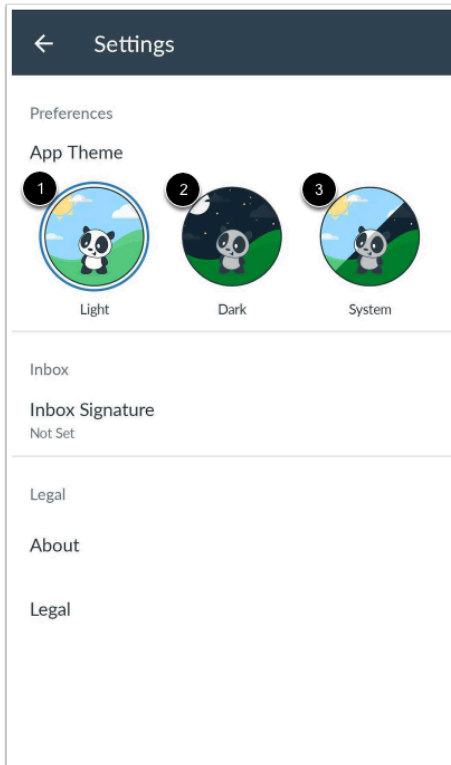 Settings
Preferences
App Theme
1 2 3
Light Dark System
Inbox
Inbox Signature
Not Set
Legal
About
Legal